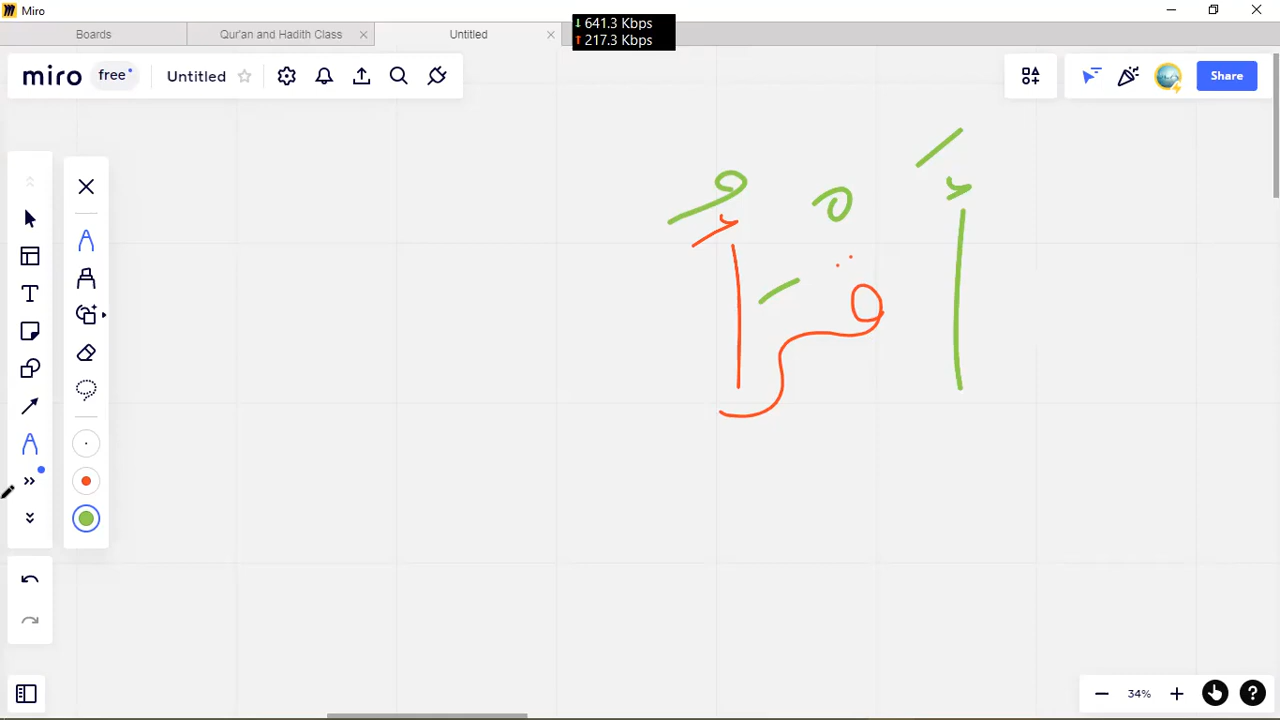 Miro
641.3 Kbps
217.3 Kbps
Boards
Qur'an and Hadith Class
Untitled
miro free Untitled
Share
أَقْرَأُ
34%